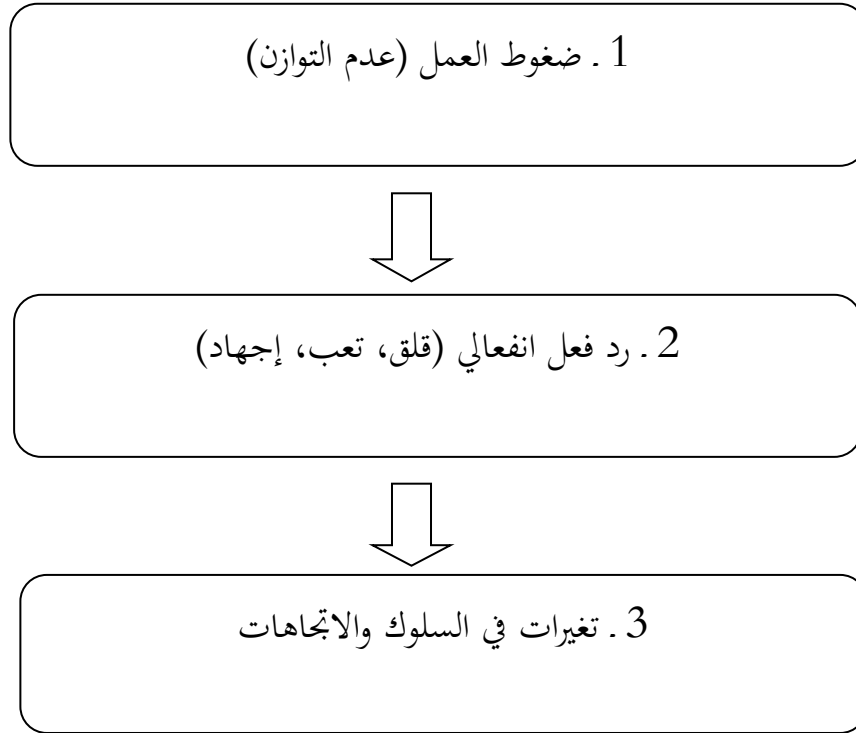 1 . ضغوط العمل (عدم التوازن)
2 . رد فعل انفعالي (قلق، تعب، إجهاد)
3 . تغيرات في السلوك والاتجاهات